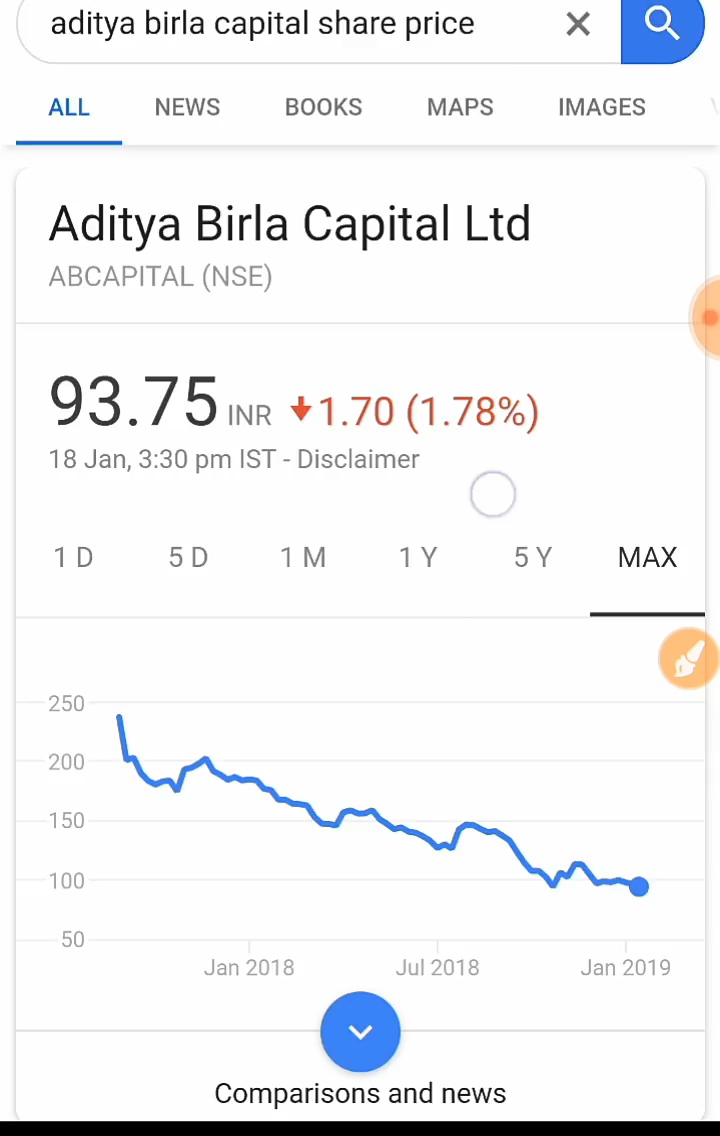 aditya birla capital share price
ALL NEWS BOOKS MAPS IMAGES
Aditya Birla Capital Ltd
ABCAPITAL (NSE)
93.75 INR 1.70 (1.78%)
18 Jan, 3:30 pm IST - Disclaimer
1 D 5 D 1 M 1 Y 5 Y MAX
250
200
150
100
50
Jan 2018 Jul 2018 Jan 2019
Comparisons and news